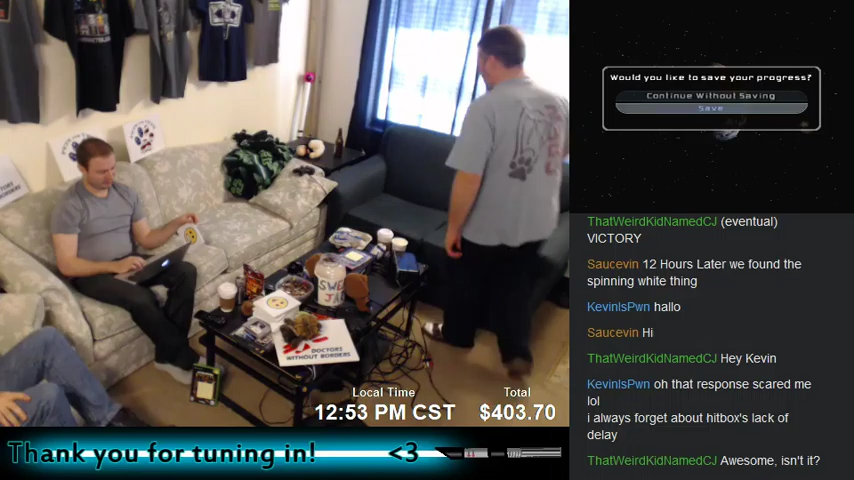 Would you like to save your progress?
Continue Without Saving
Save
ThatWeirdKidNamedCJ (eventual)
VICTORY
Saucevin 12 Hours Later we found the
spinning white thing
KevinIsPwn hallo
Saucevin Hi
ThatWeirdKidNamedCJ Hey Kevin
KevinIsPwn oh that response scared me
lol
i always forget about hitbox's lack of
delay
ThatWeirdKidNamedCJ Awesome, isn't it?
SWEAR
JAR
DOCTORS
WITHOUT BORDERS
Local Time
12:53 PM CST
Total
$403.70
Thank you for tuning in! <3